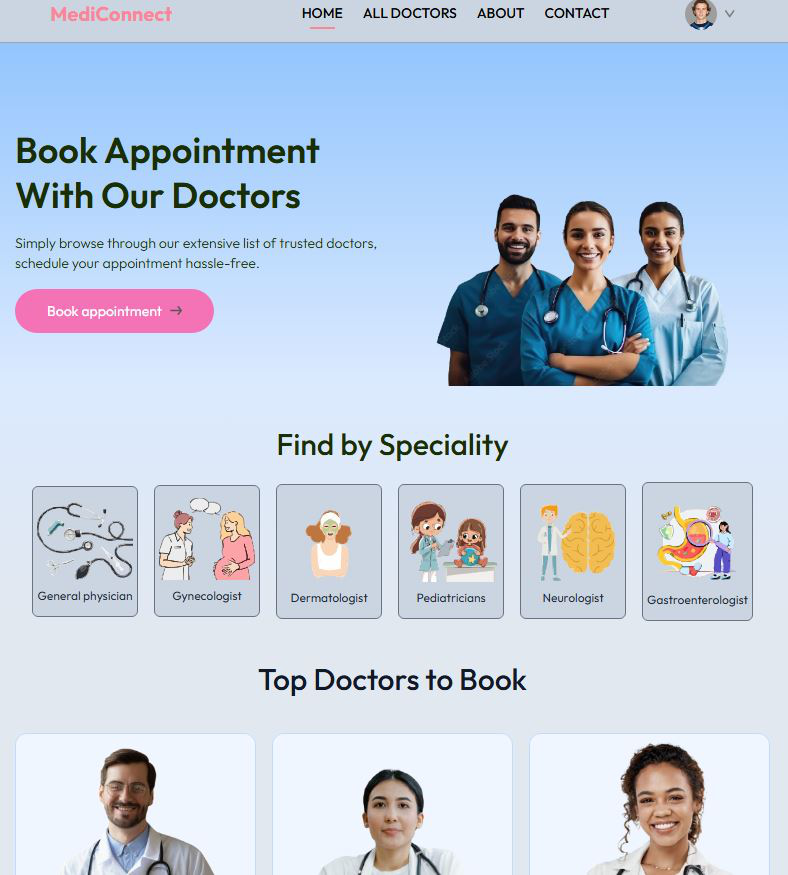 MediConnect
HOME ALL DOCTORS ABOUT CONTACT
Book Appointment
With Our Doctors
Simply browse through our extensive list of trusted doctors,
schedule your appointment hassle-free.
Book appointment
Find by Speciality
General physician
Gynecologist
Dermatologist
Pediatricians
Neurologist
Gastroenterologist
Top Doctors to Book